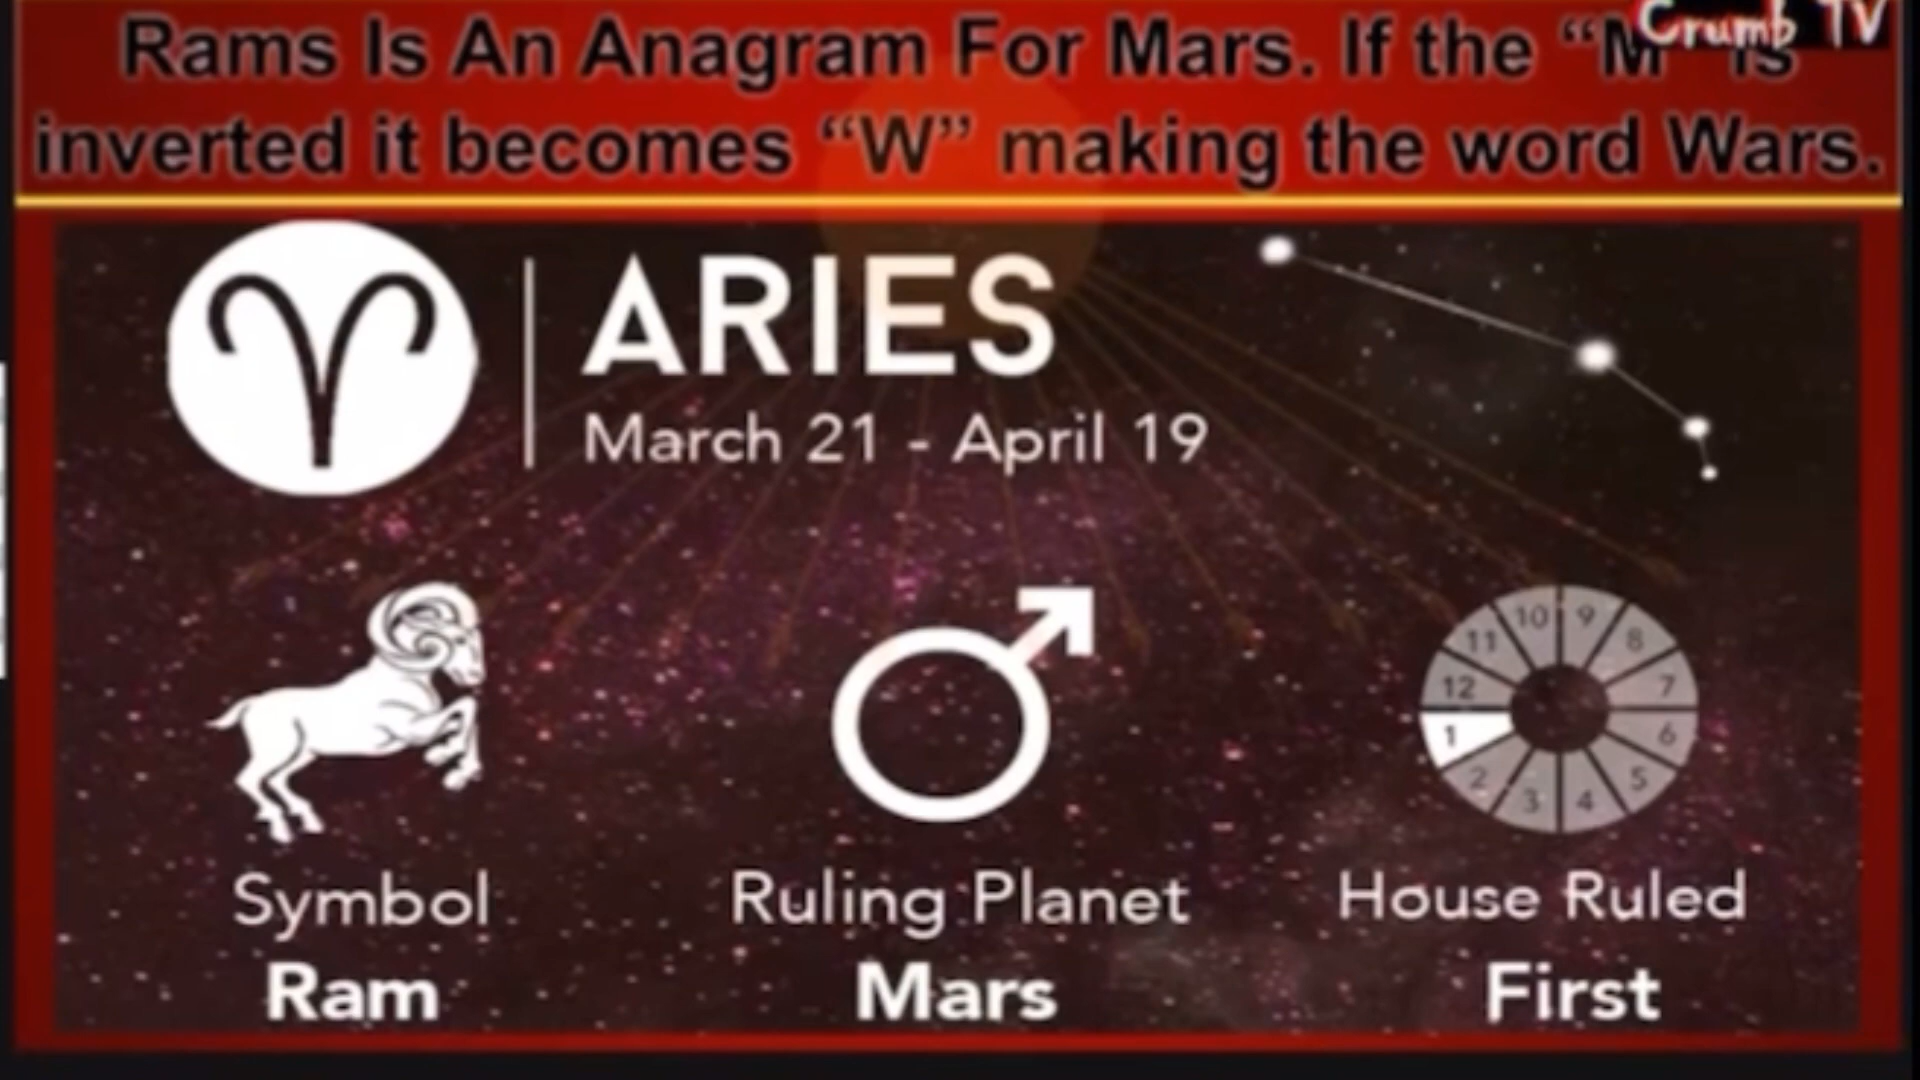 Crumb TV
Rams Is An Anagram For Mars. If the “M” is
inverted it becomes “W” making the word Wars.
ARIES
March 21 - April 19
10 9
11 8
12 7
1 6
2 5
3 4
Symbol Ruling Planet House Ruled
Ram Mars First